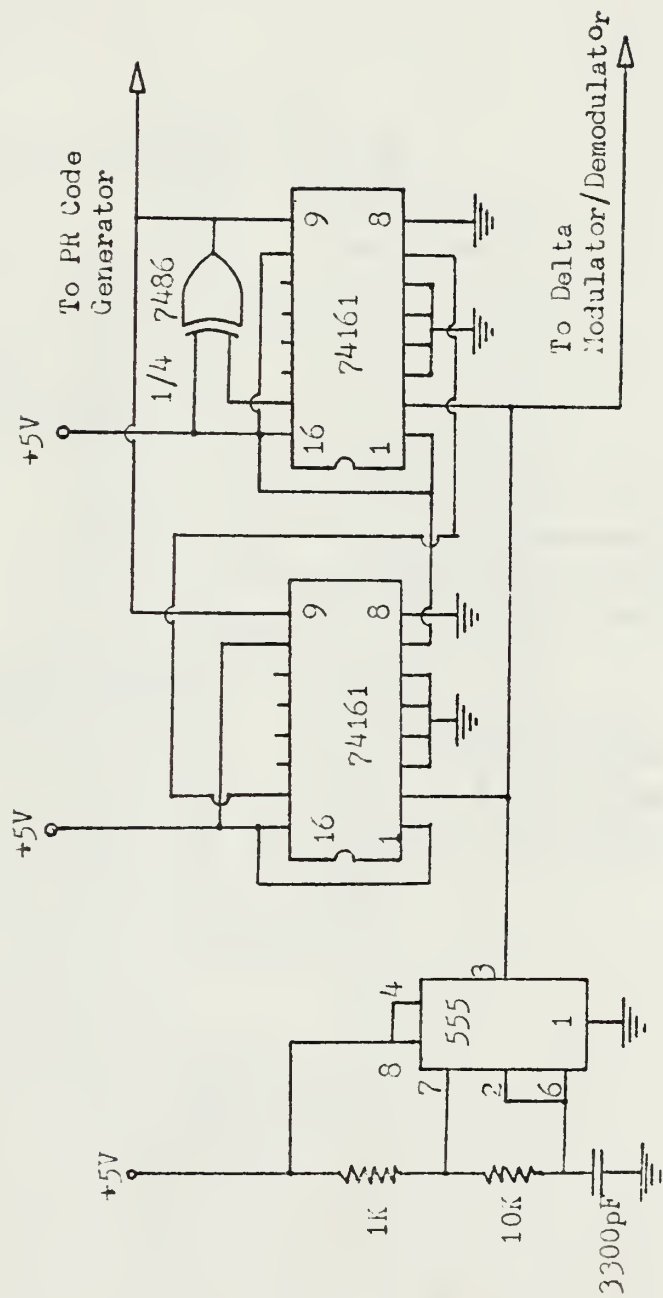 +5V
+5V
+5V
To PR Code
Generator
1/4 7486
16
9
74161
1
8
16
9
74161
1
8
To Delta
Modulator/Demodulator
1K
10K
3300pF
8
4
7
555
3
2
6
1